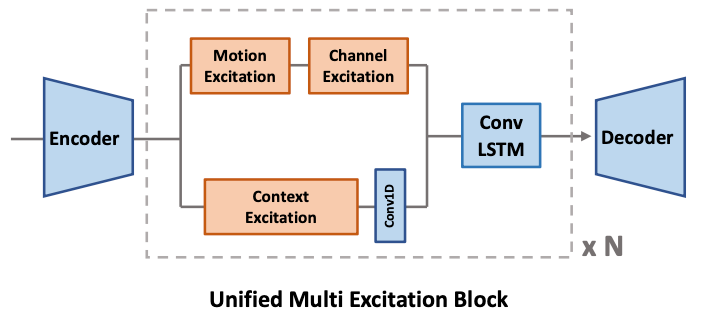 Encoder
Motion
Excitation
Channel
Excitation
Context
Excitation
Conv1D
Conv
LSTM
Decoder
x N
Unified Multi Excitation Block